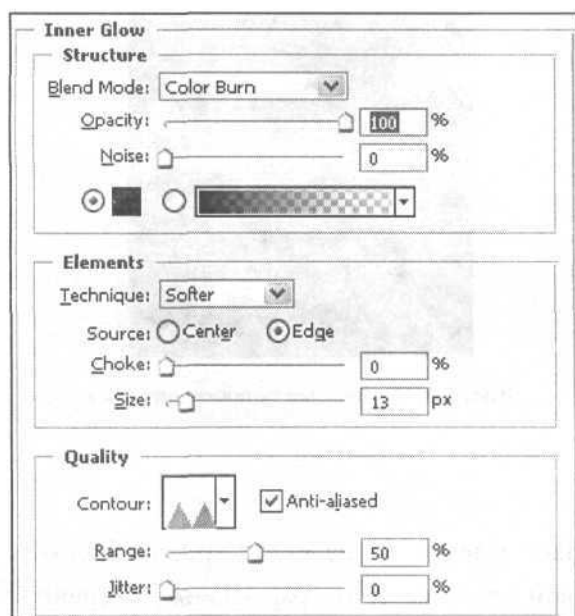 Inner Glow
Structure
Blend Mode: Color Burn
Opacity: 100 %
Noise: 0 %
Elements
Technique: Softer
Source: Center Edge
Choke: 0 %
Size: 13 px
Quality
Contour: Anti-aliased
Range: 50 %
Jitter: 0 %